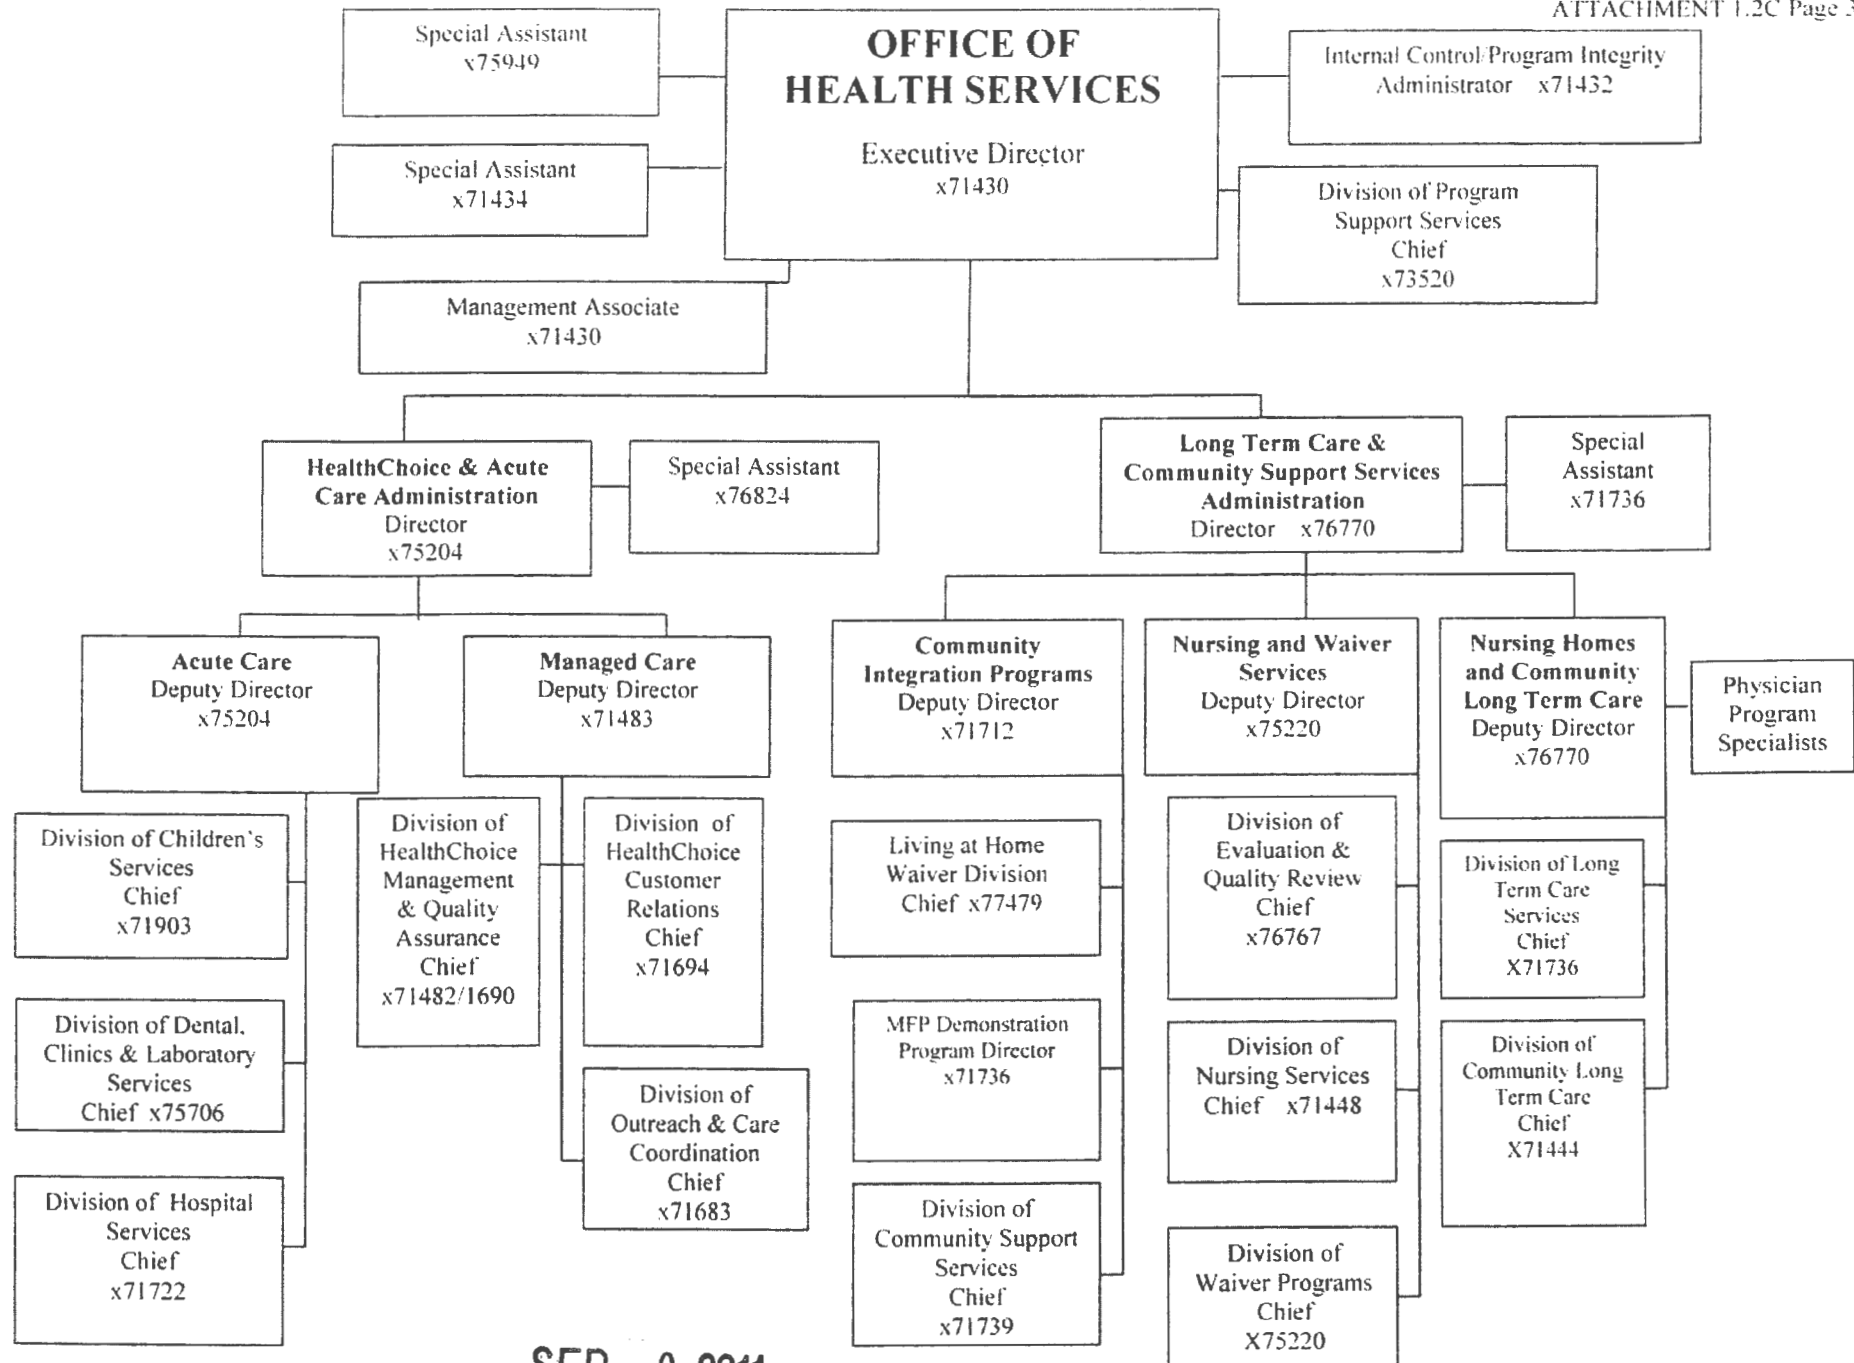 ATTACHMENT 1.2C Page 3
Special Assistant
x75949
OFFICE OF
HEALTH SERVICES
Executive Director
x71430
Internal Control/Program Integrity
Administrator x71432
Special Assistant
x71434
Division of Program
Support Services
Chief
x73520
Management Associate
x71430
HealthChoice & Acute
Care Administration
Director
x75204
Special Assistant
x76824
Long Term Care &
Community Support Services
Administration
Director x76770
Special
Assistant
x71736
Acute Care
Deputy Director
x75204
Managed Care
Deputy Director
x71483
Community
Integration Programs
Deputy Director
x71712
Nursing and Waiver
Services
Deputy Director
x75220
Nursing Homes
and Community
Long Term Care
Deputy Director
x76770
Physician
Program
Specialists
Division of Children's
Services
Chief
x71903
Division of
HealthChoice
Management
& Quality
Assurance
Chief
x71482/1690
Division of
HealthChoice
Customer
Relations
Chief
x71694
Living at Home
Waiver Division
Chief x77479
Division of
Evaluation &
Quality Review
Chief
x76767
Division of Long
Term Care
Services
Chief
X71736
Division of Dental,
Clinics & Laboratory
Services
Chief x75706
Division of
Outreach & Care
Coordination
Chief
x71683
MFP Demonstration
Program Director
x71736
Division of
Nursing Services
Chief x71448
Division of
Community Long
Term Care
Chief
X71444
Division of Hospital
Services
Chief
x71722
Division of
Community Support
Services
Chief
x71739
Division of
Waiver Programs
Chief
X75220
SEP 2011